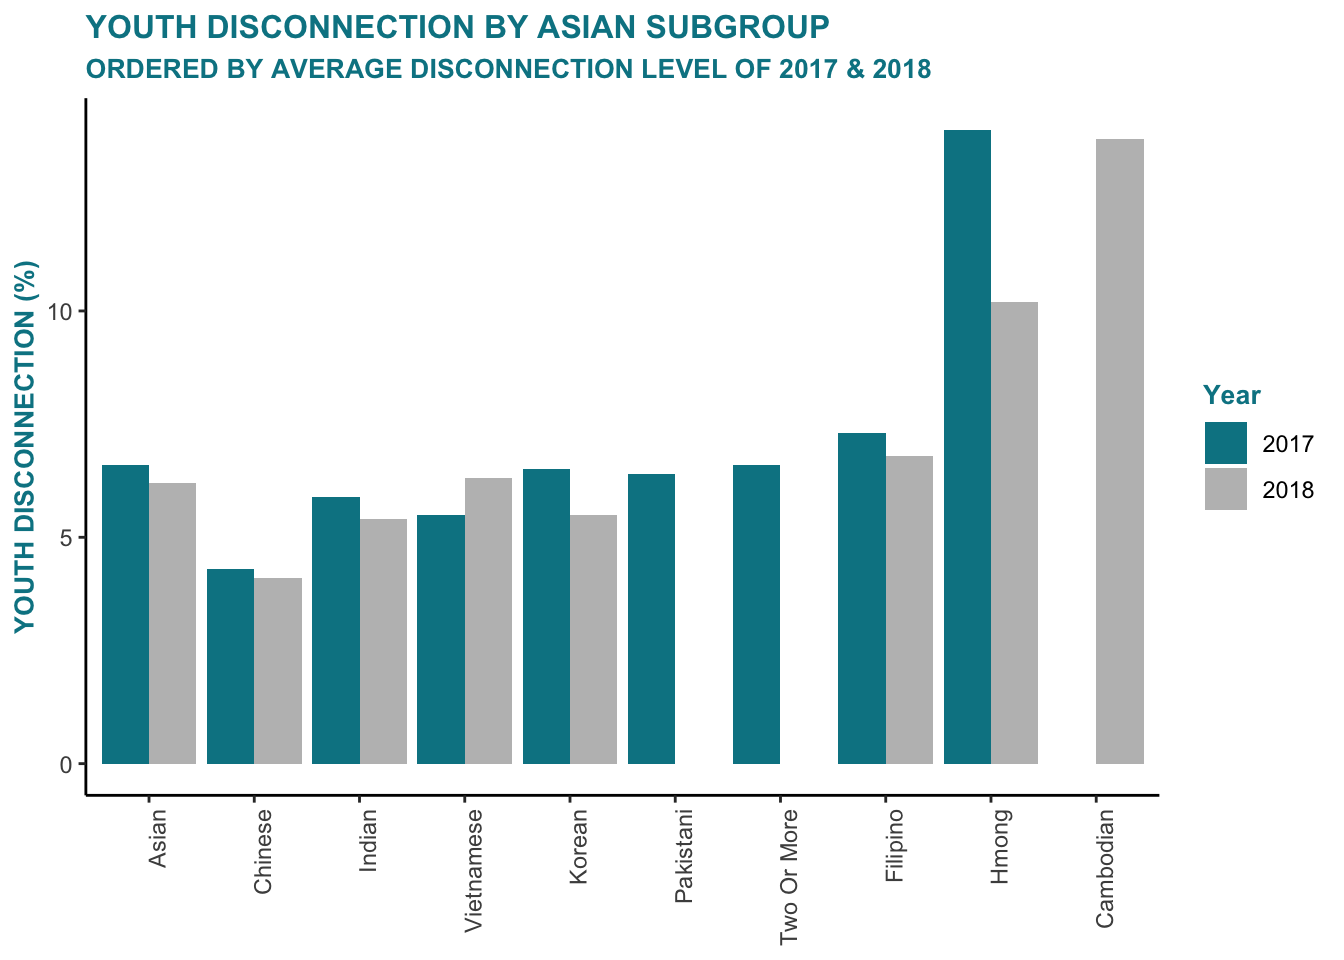 YOUTH DISCONNECTION BY ASIAN SUBGROUP
ORDERED BY AVERAGE DISCONNECTION LEVEL OF 2017 & 2018
YOUTH DISCONNECTION (%)
10
5
0
Asian
Chinese
Indian
Vietnamese
Korean
Pakistani
Two Or More
Filipino
Hmong
Cambodian
Year
2017
2018